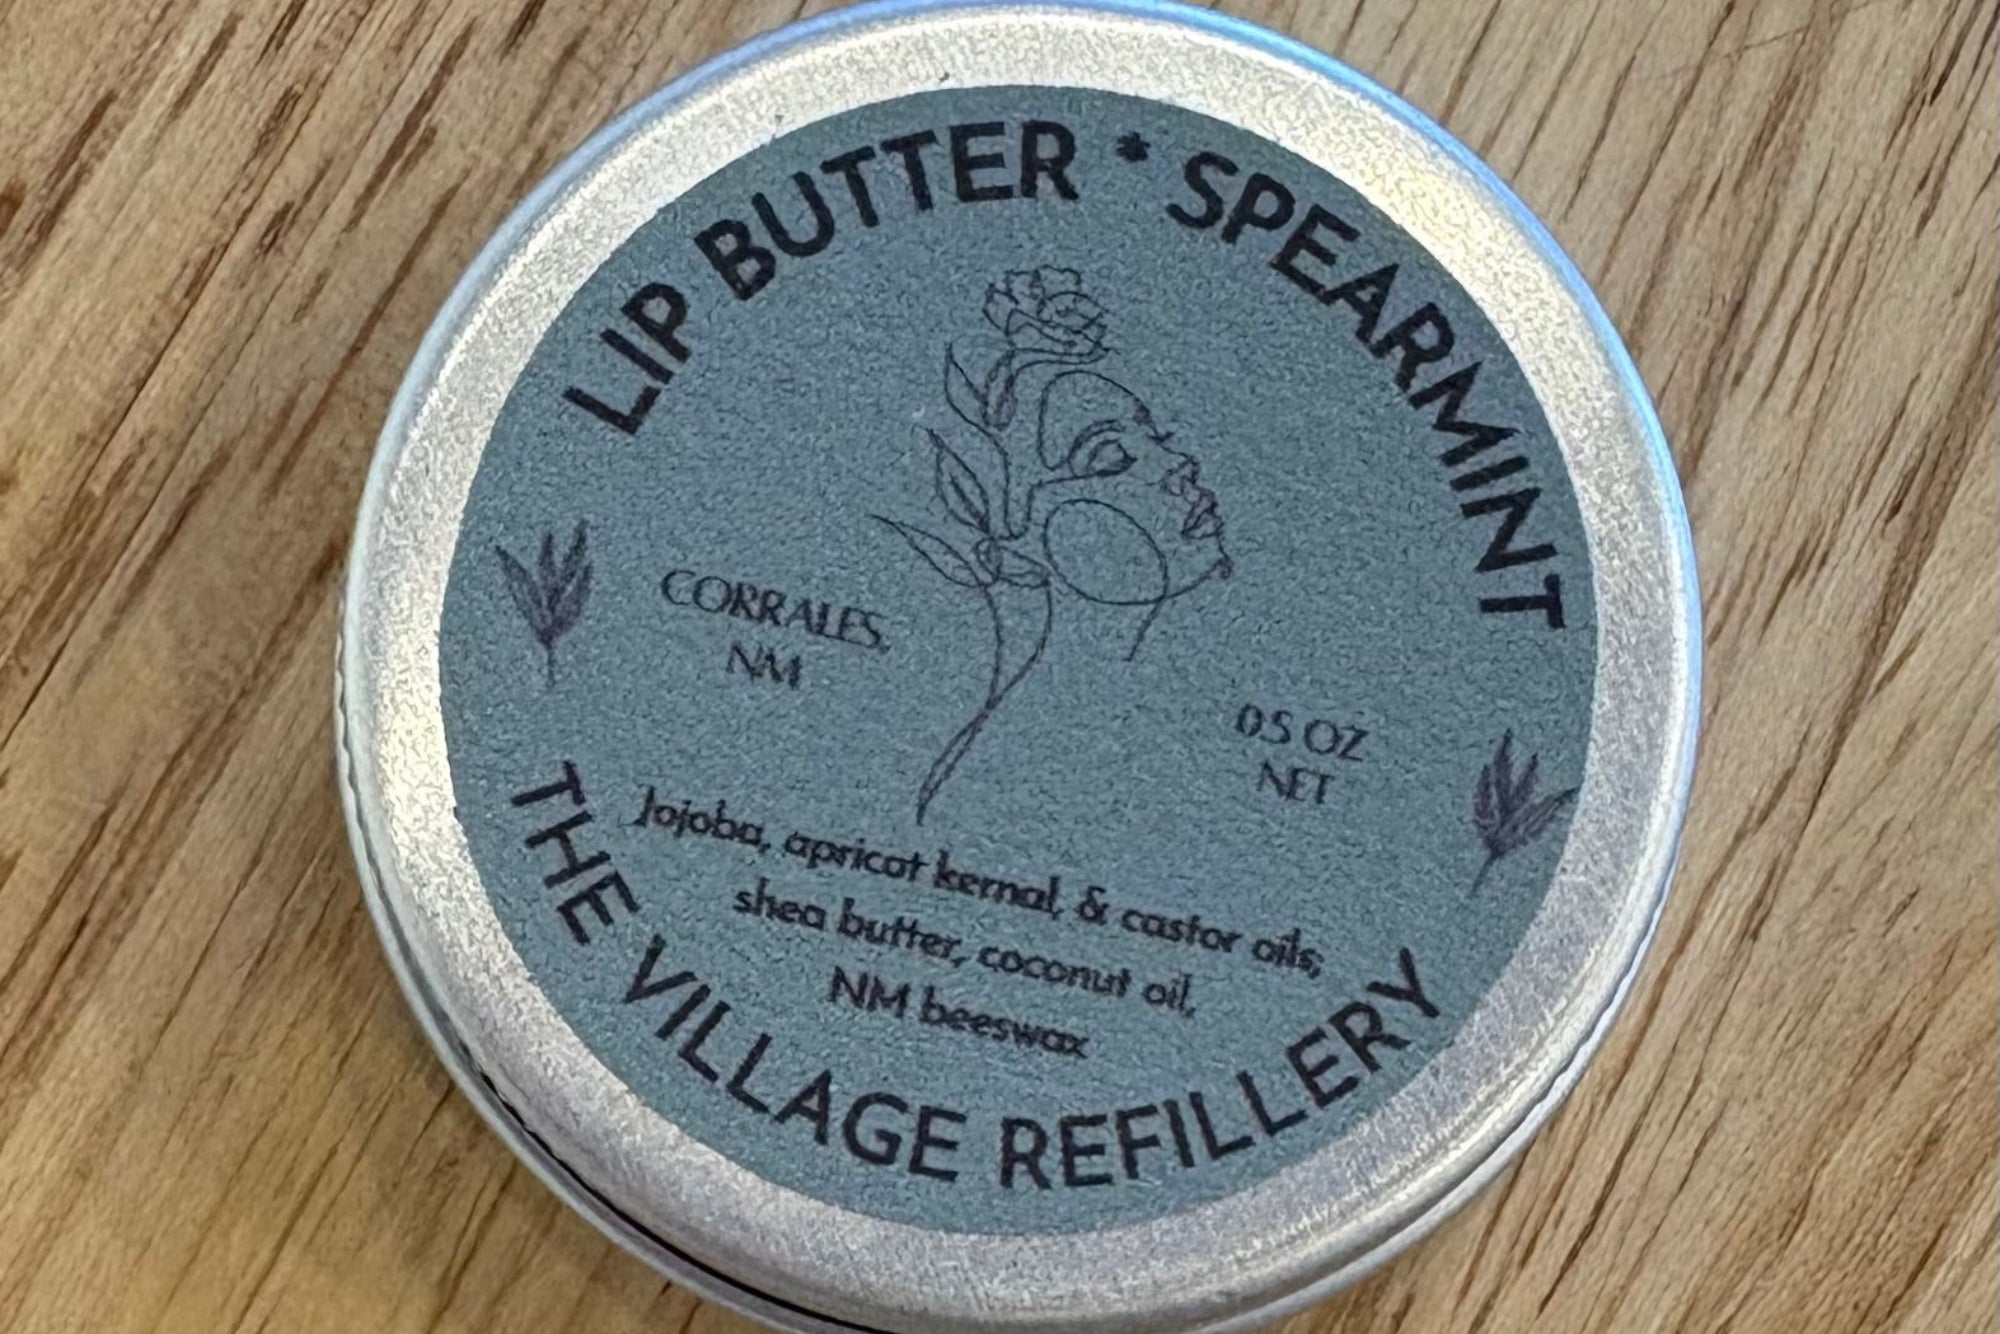 LIP BUTTER * SPEARMINT
CORRALES,
NM
0.5 OZ
NET
Jojoba, apricot kernal, & castor oils;
shea butter, coconut oil,
NM beeswax
THE VILLAGE REFILLERY